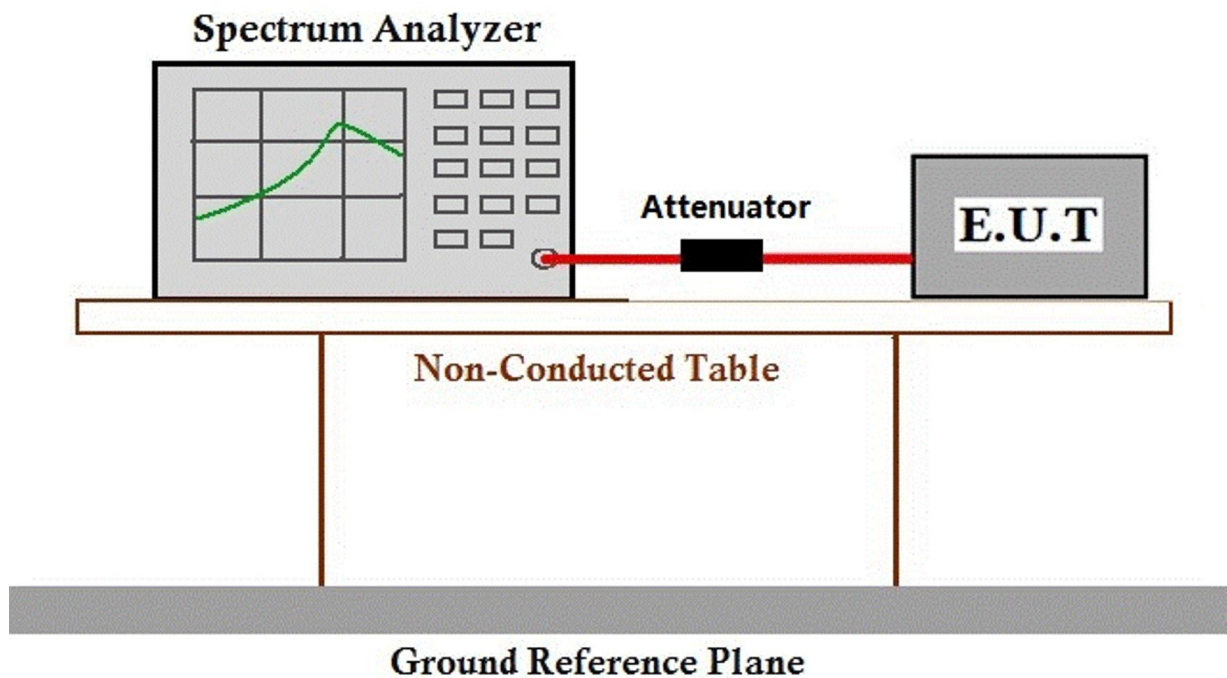 Spectrum Analyzer
Attenuator
E.U.T
Non-Conducted Table
Ground Reference Plane